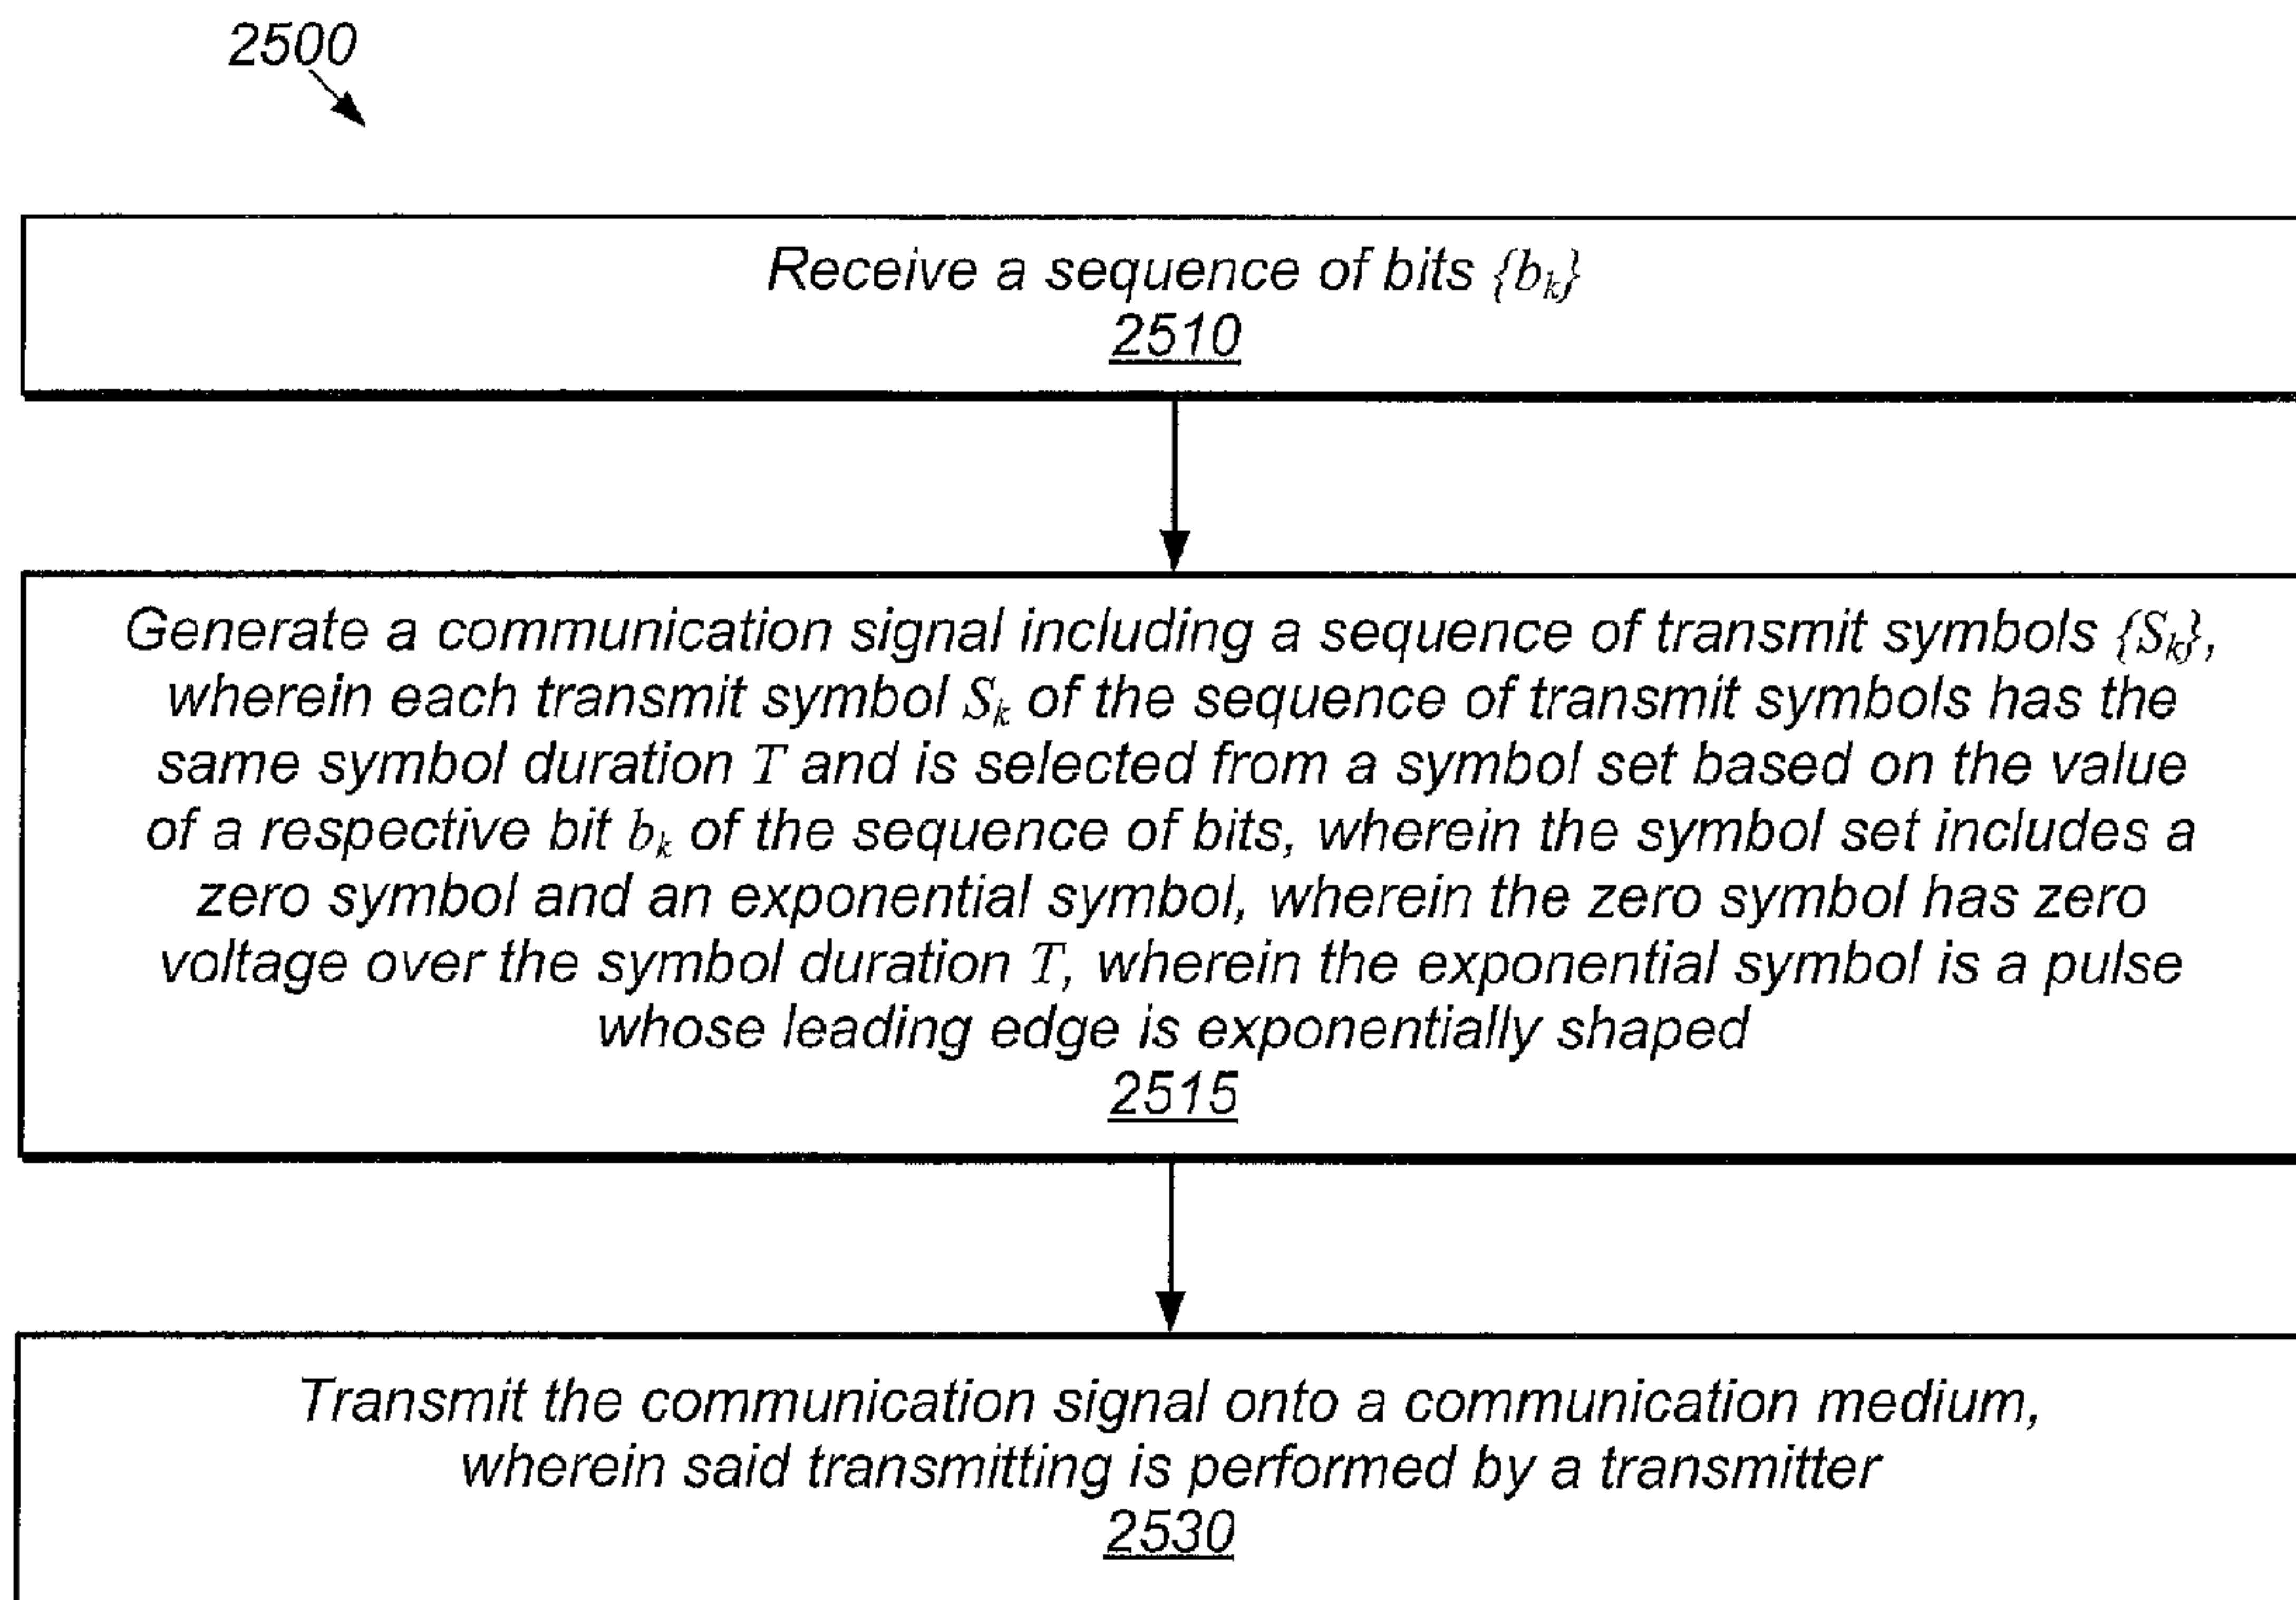 2500
Receive a sequence of bits {bₖ}
2510
Generate a communication signal including a sequence of transmit symbols {Sₖ},
wherein each transmit symbol Sₖ of the sequence of transmit symbols has the
same symbol duration T and is selected from a symbol set based on the value
of a respective bit bₖ of the sequence of bits, wherein the symbol set includes a
zero symbol and an exponential symbol, wherein the zero symbol has zero
voltage over the symbol duration T, wherein the exponential symbol is a pulse
whose leading edge is exponentially shaped
2515
Transmit the communication signal onto a communication medium,
wherein said transmitting is performed by a transmitter
2530